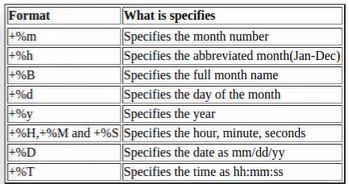 Format What is specifies
+%m Specifies the month number
+%h Specifies the abbreviated month(Jan-Dec)
+%B Specifies the full month name
+%d Specifies the day of the month
+%y Specifies the year
+%H,+%M and +%S Specifies the hour, minute, seconds
+%D Specifies the date as mm/dd/yy
+%T Specifies the time as hh:mm:ss